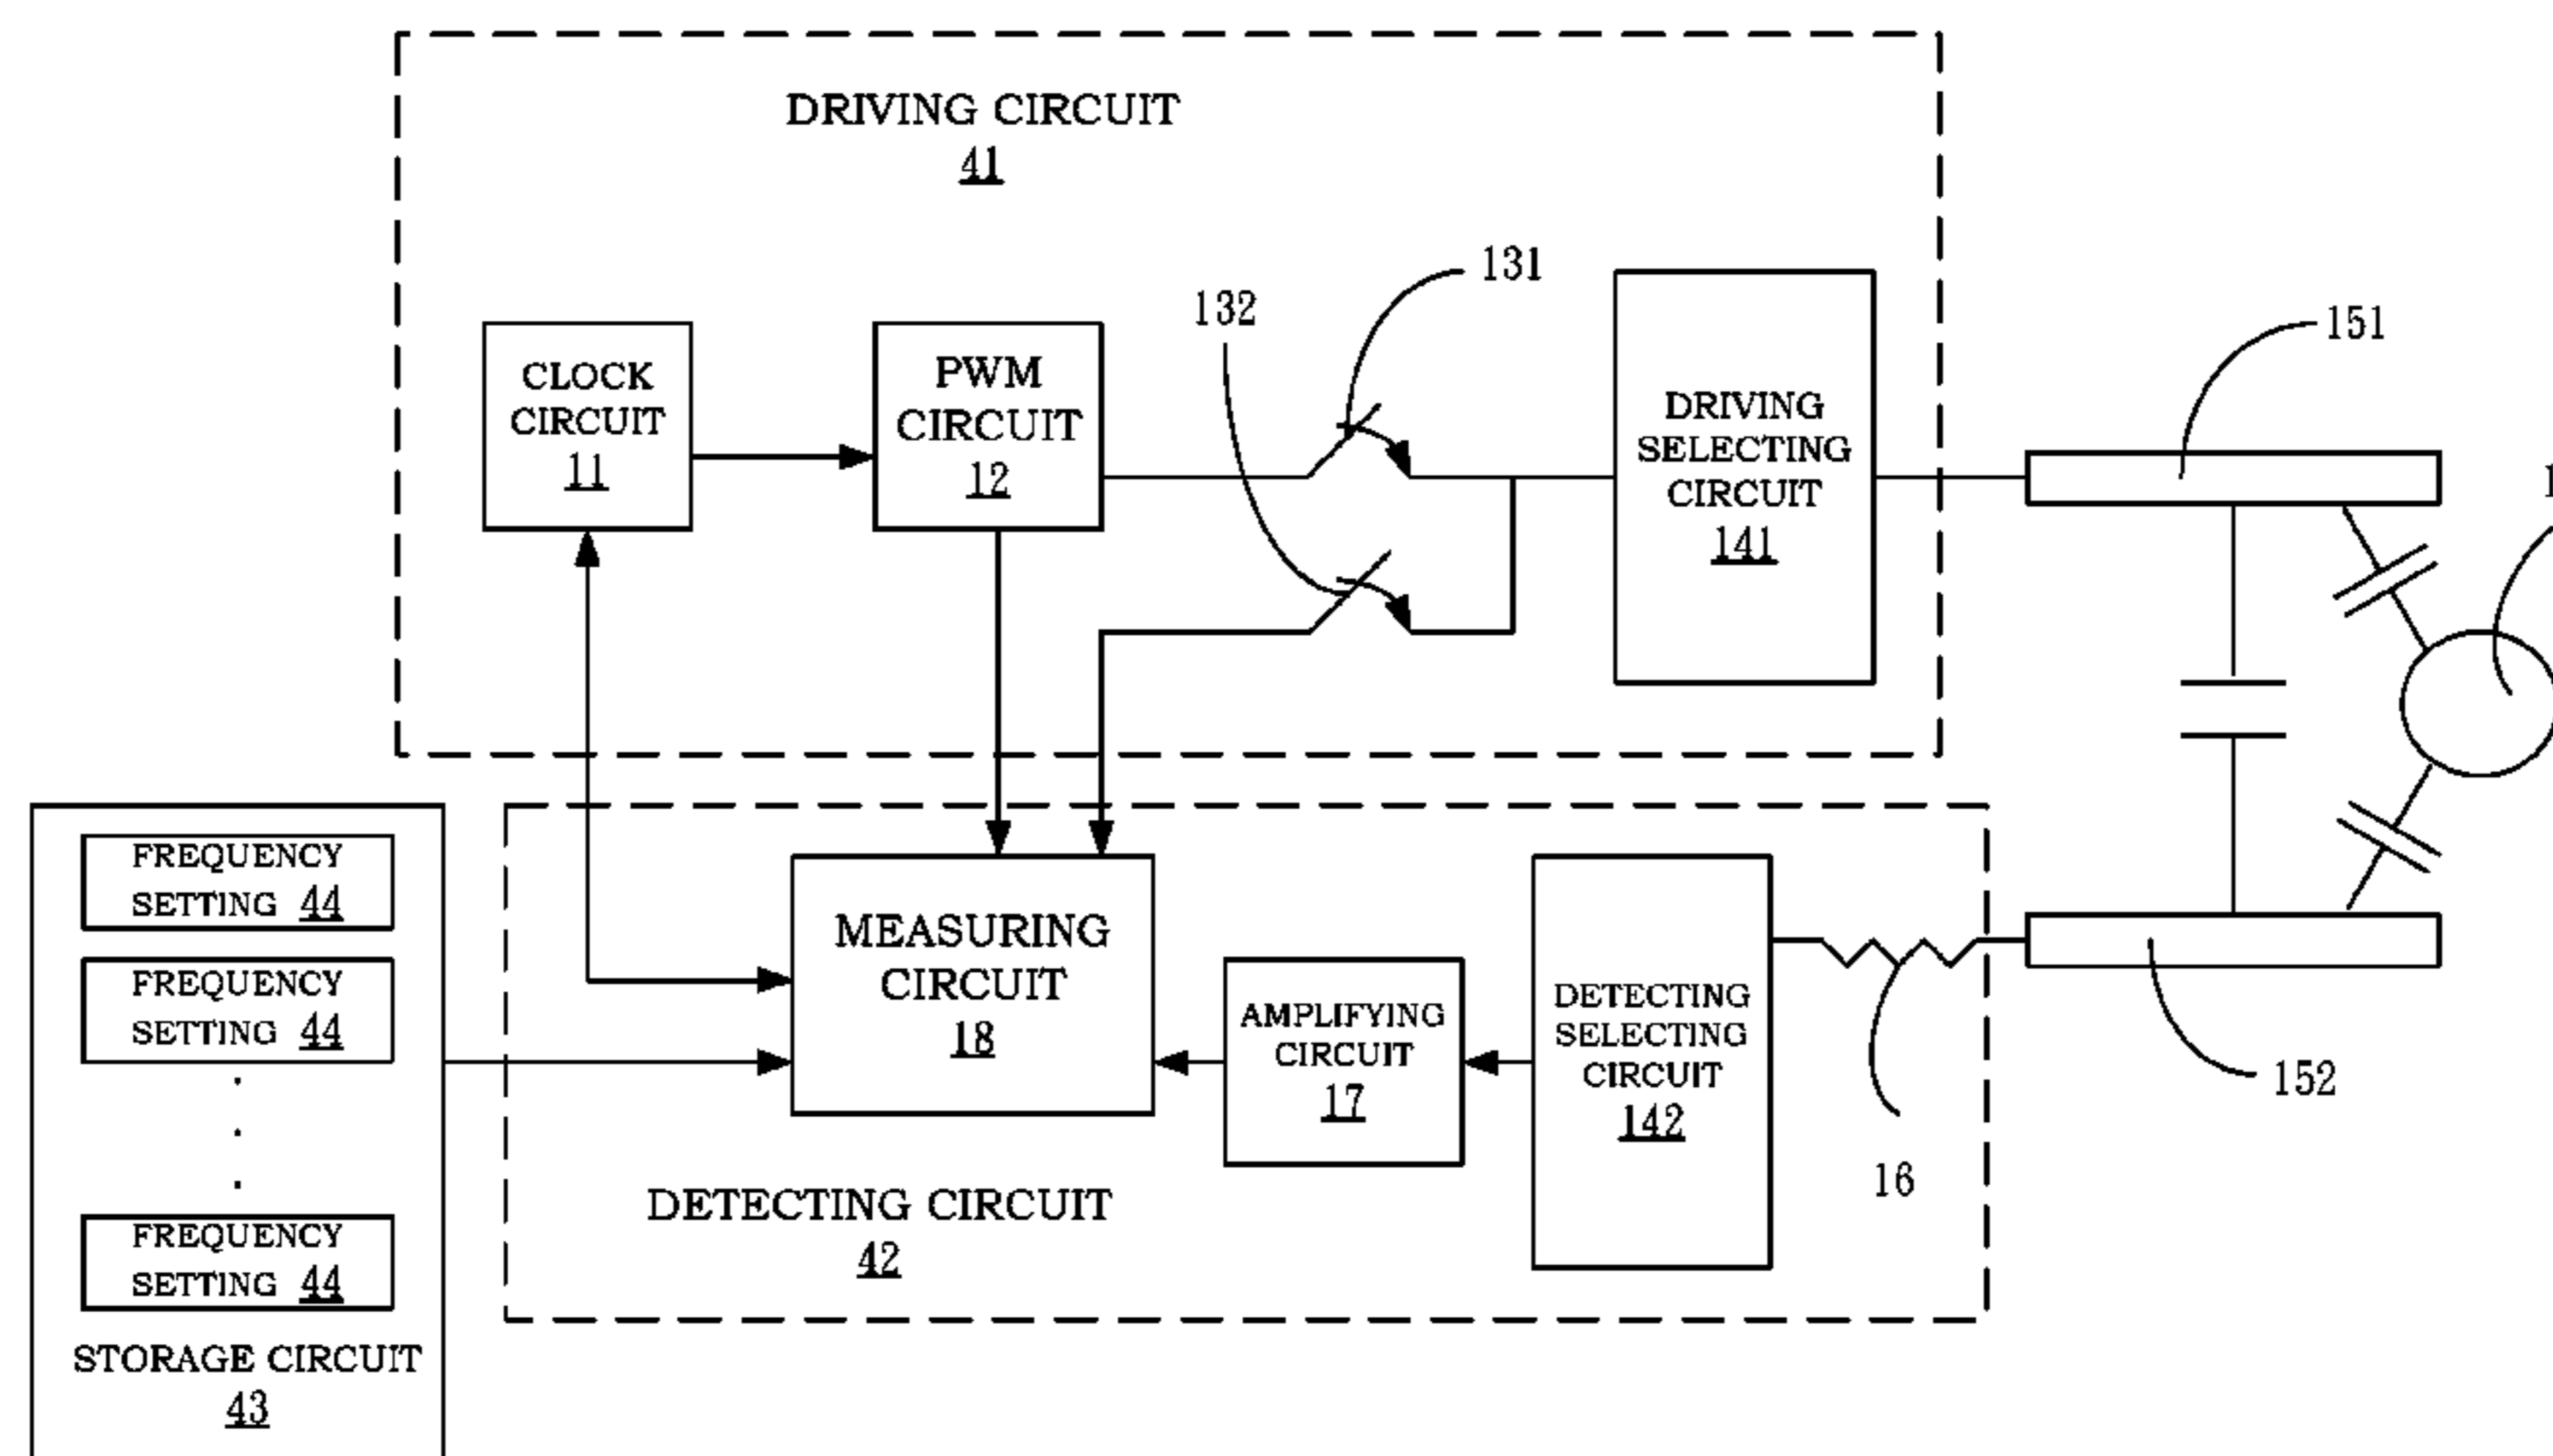 DRIVING CIRCUIT
41
131
132
151
CLOCK
CIRCUIT
11
PWM
CIRCUIT
12
DRIVING
SELECTING
CIRCUIT
141
FREQUENCY
SETTING 44
FREQUENCY
SETTING 44
FREQUENCY
SETTING 44
STORAGE CIRCUIT
43
MEASURING
CIRCUIT
18
AMPLIFYING
CIRCUIT
17
DETECTING
SELECTING
CIRCUIT
142
16
152
DETECTING CIRCUIT
42